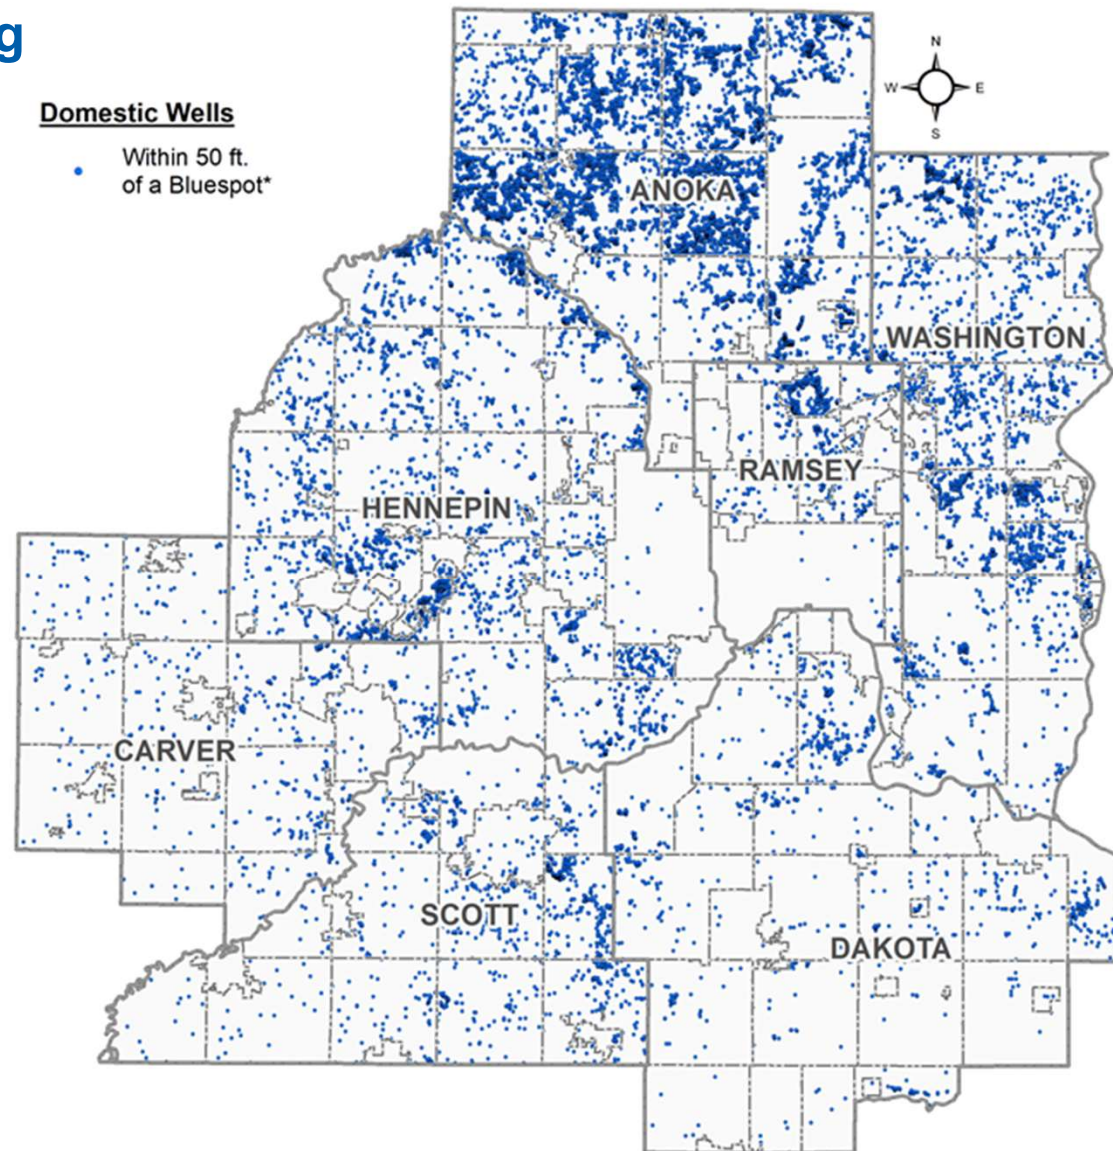 g
Domestic Wells
Within 50 ft.
of a Bluespot*
N
W
E
S
ANOKA
WASHINGTON
RAMSEY
HENNEPIN
CARVER
SCOTT
DAKOTA